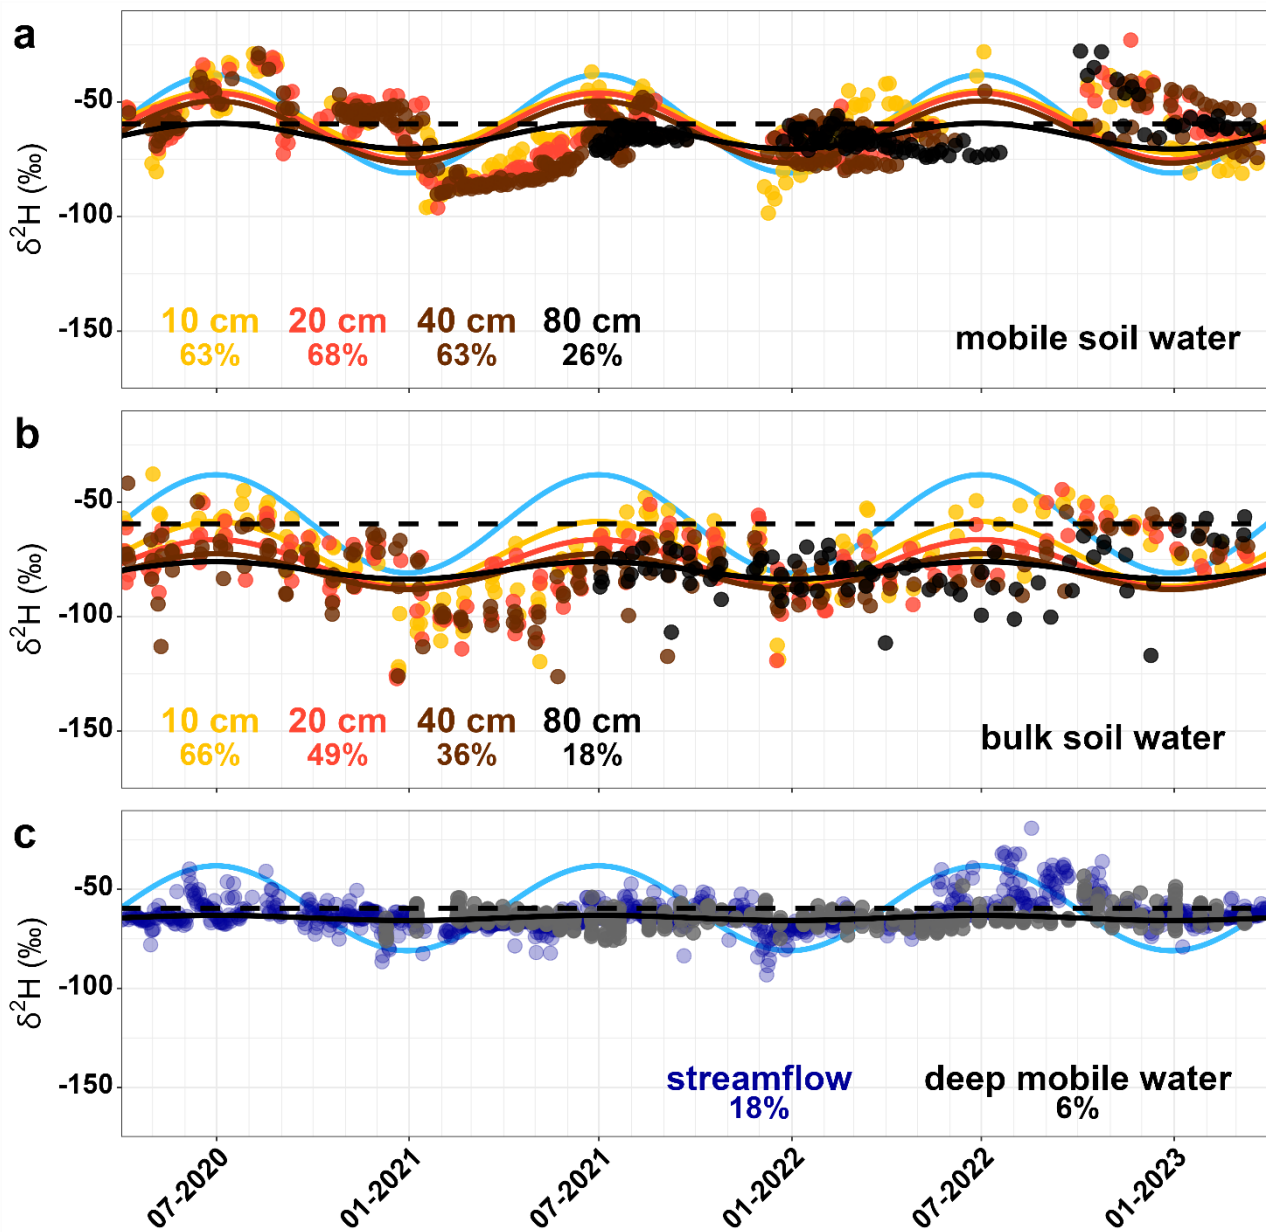 a
δ²H (‰)
-50
-100
-150
10 cm 20 cm 40 cm 80 cm
63% 68% 63% 26%
mobile soil water
b
δ²H (‰)
-50
-100
-150
10 cm 20 cm 40 cm 80 cm
66% 49% 36% 18%
bulk soil water
c
δ²H (‰)
-50
-100
-150
streamflow deep mobile water
18% 6%
07-2020 01-2021 07-2021 01-2022 07-2022 01-2023